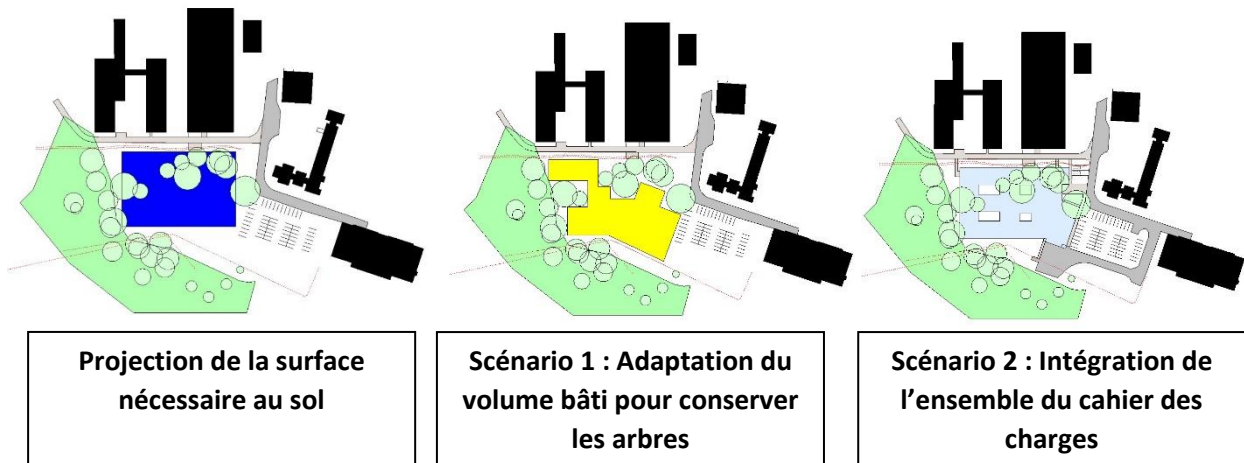 Projection de la surface
nécessaire au sol
Scénario 1 : Adaptation du
volume bâti pour conserver
les arbres
Scénario 2 : Intégration de
l’ensemble du cahier des
charges